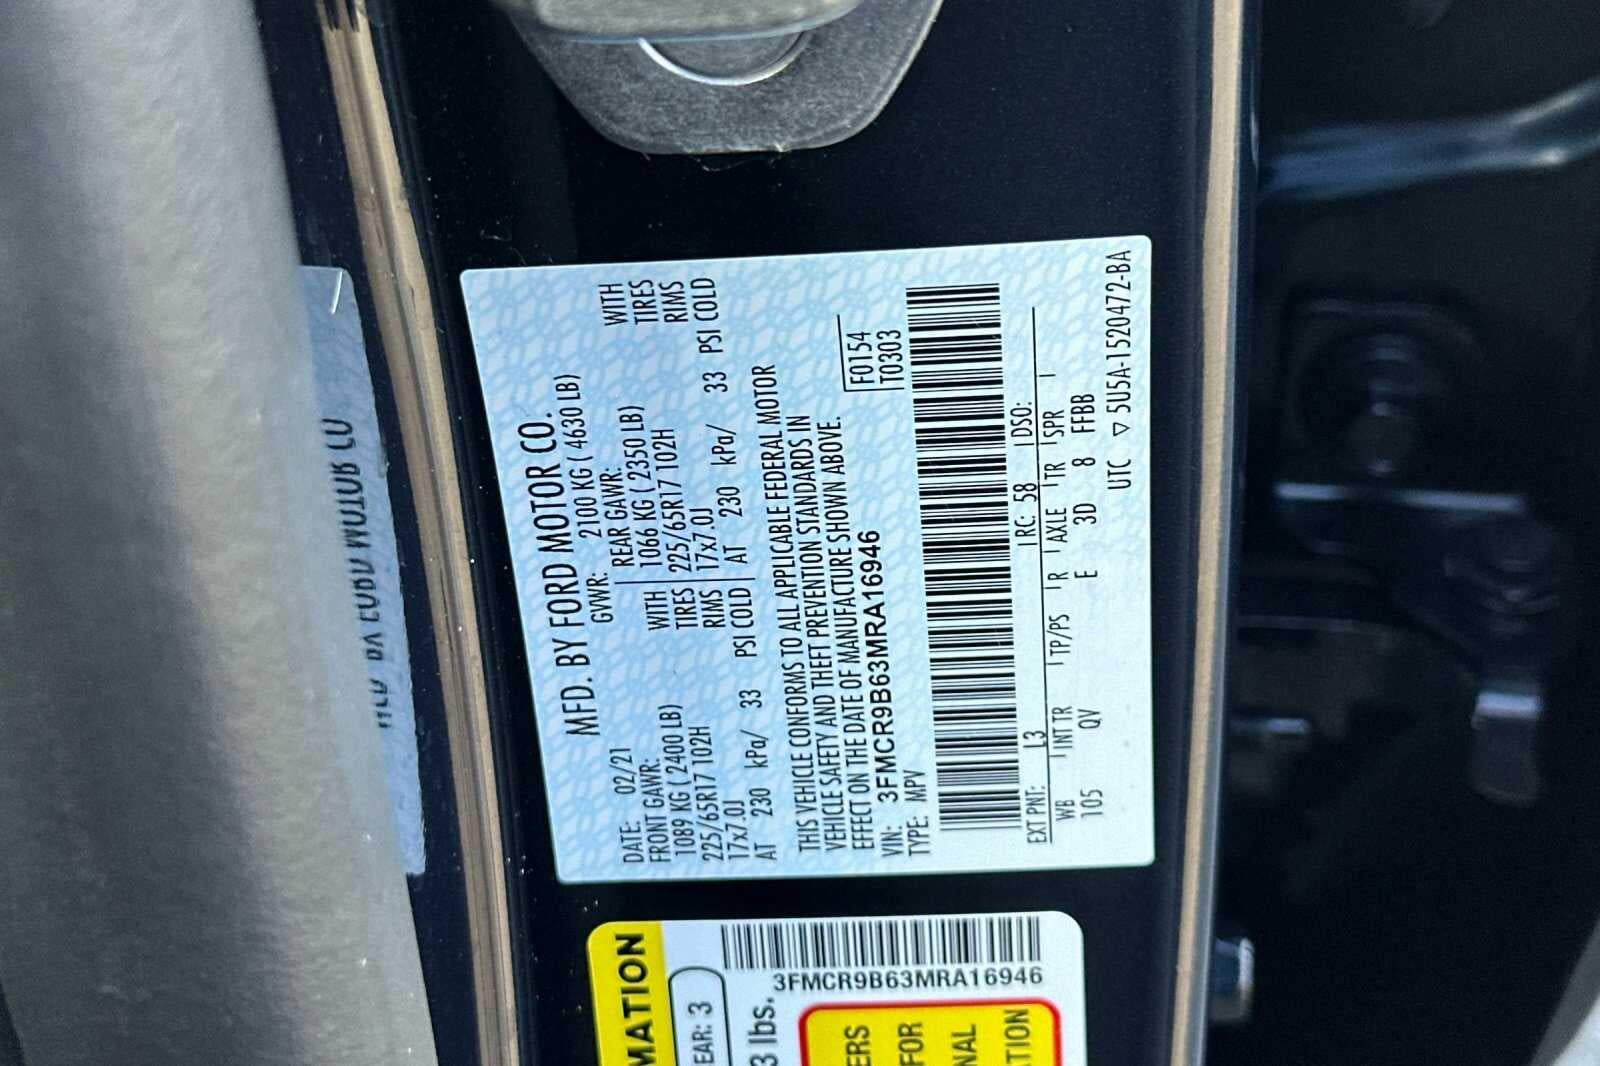 MFD. BY FORD MOTOR CO.
DATE: 02/21 GVWR: 2100 KG ( 4630 LB)
FRONT GAWR: REAR GAWR:
1089 KG ( 2400 LB) WITH 1066 KG ( 2350 LB) WITH
225/65R17 102H TIRES 225/65R17 102H TIRES
17x7.0J RIMS 17x7.0J RIMS
AT 230 kPa/ 33 PSI COLD AT 230 kPa/ 33 PSI COLD
THIS VEHICLE CONFORMS TO ALL APPLICABLE FEDERAL MOTOR
VEHICLE SAFETY AND THEFT PREVENTION STANDARDS IN
EFFECT ON THE DATE OF MANUFACTURE SHOWN ABOVE.
VIN: 3FMCR9B63MRA16946 F0154
TYPE: MPV T0303
EXT PNT: L3 RC: 58 DSO:
WB INT TR TP/PS R AXLE TR SPR
105 QV E 3D 8 FFBB
UTC ▽ 5U5A-1520472-BA
MATION
EAR: 3
3 lbs.
3FMCR9B63MRA16946
ERS
FOR
NAL
TION